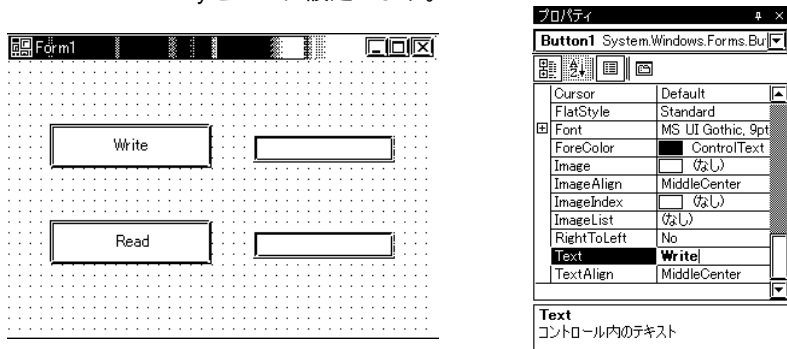 Form1
Write
Read
プロパティ
Button1 System.Windows.Forms.But
Cursor Default
FlatStyle Standard
Font MS UI Gothic, 9pt
ForeColor ControlText
Image (なし)
ImageAlign MiddleCenter
ImageIndex (なし)
ImageList (なし)
RightToLeft No
Text Write
TextAlign MiddleCenter
Text
コントロール内のテキスト